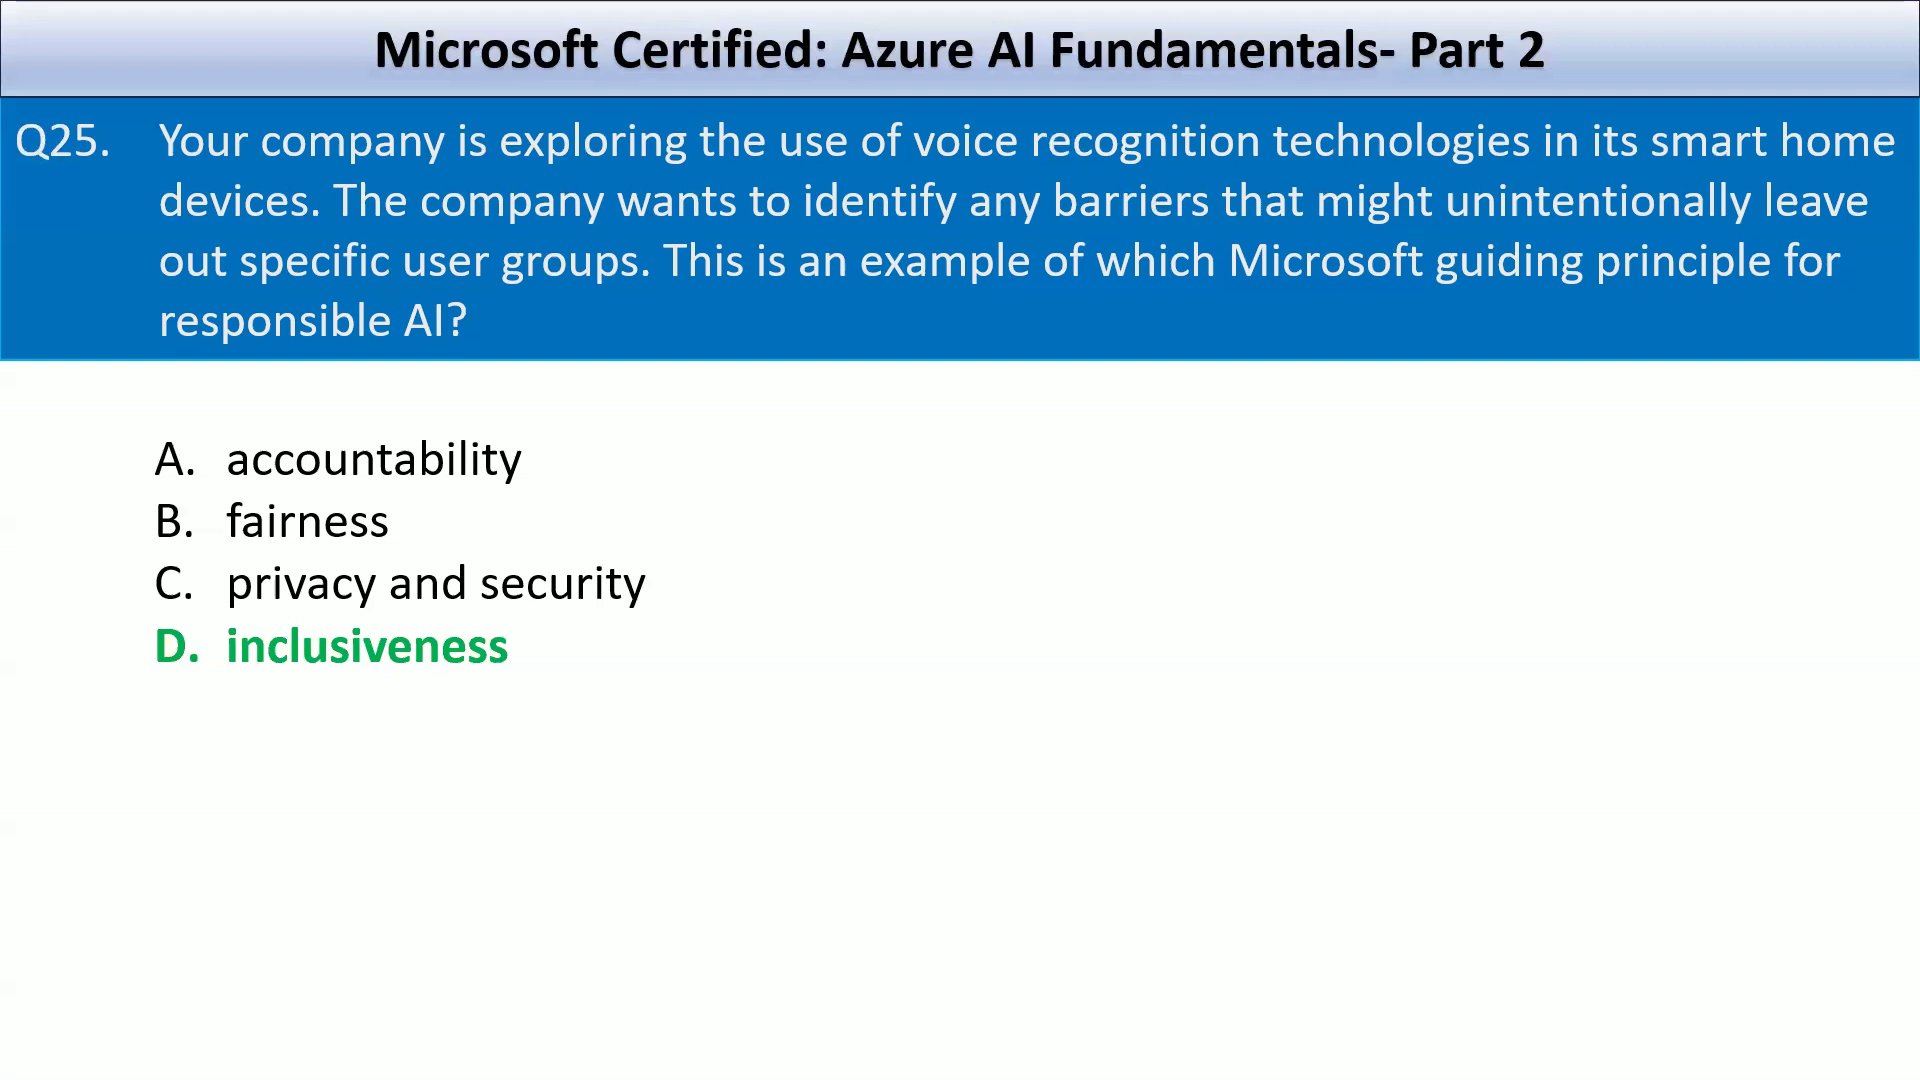 Microsoft Certified: Azure AI Fundamentals- Part 2
Q25. Your company is exploring the use of voice recognition technologies in its smart home
devices. The company wants to identify any barriers that might unintentionally leave
out specific user groups. This is an example of which Microsoft guiding principle for
responsible AI?
A. accountability
B. fairness
C. privacy and security
D. inclusiveness